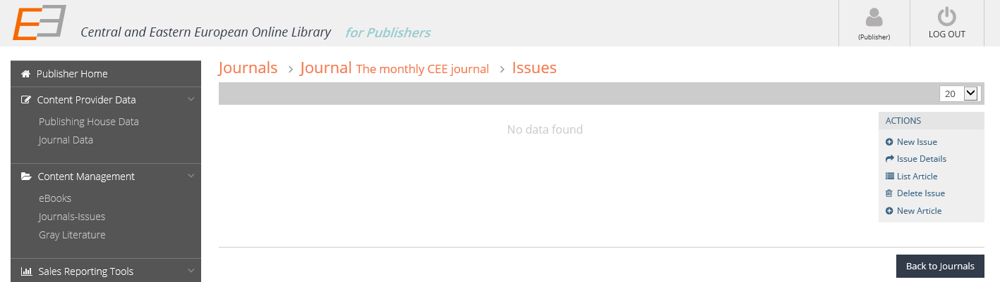 Central and Eastern European Online Library for Publishers
(Publisher)
LOG OUT
Publisher Home
Content Provider Data
Publishing House Data
Journal Data
Content Management
eBooks
Journals-Issues
Gray Literature
Sales Reporting Tools
Journals > Journal The monthly CEE journal > Issues
20
No data found
ACTIONS
New Issue
Issue Details
List Article
Delete Issue
New Article
Back to Journals